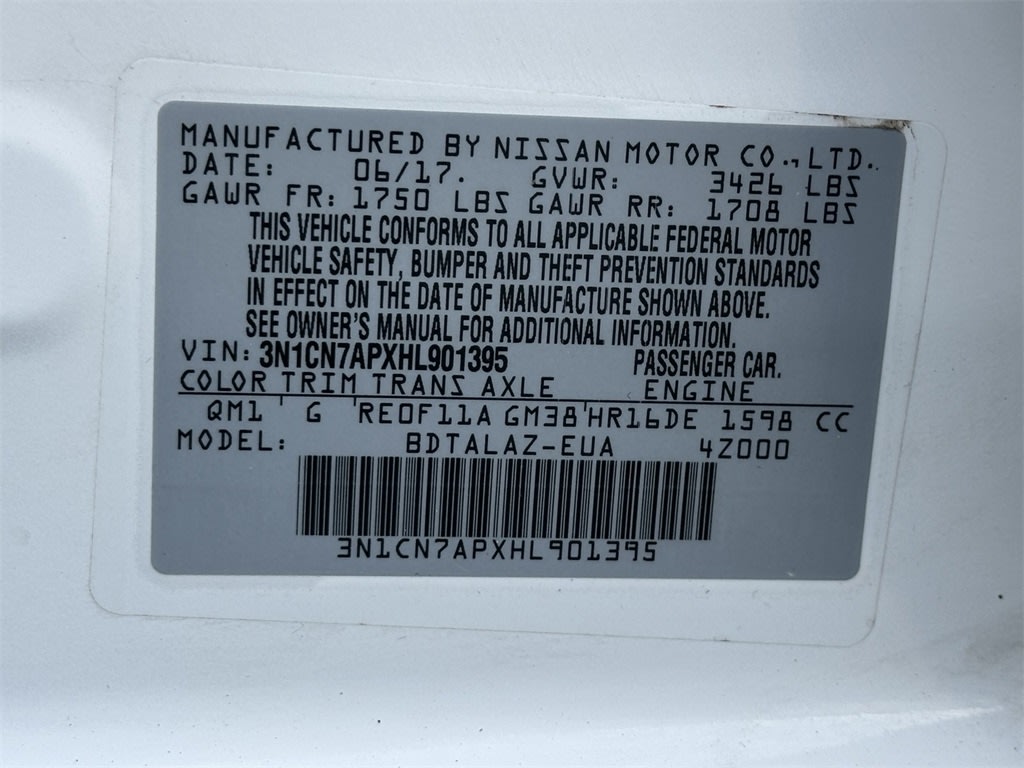 MANUFACTURED BY NISSAN MOTOR CO., LTD.
DATE: 06/17. GVWR: 3426 LBS
GAWR FR: 1750 LBS GAWR RR: 1708 LBS
THIS VEHICLE CONFORMS TO ALL APPLICABLE FEDERAL MOTOR
VEHICLE SAFETY, BUMPER AND THEFT PREVENTION STANDARDS
IN EFFECT ON THE DATE OF MANUFACTURE SHOWN ABOVE.
SEE OWNER'S MANUAL FOR ADDITIONAL INFORMATION.
VIN: 3N1CN7APXHL901395 PASSENGER CAR.
COLOR TRIM TRANS AXLE ENGINE
QM1 G RE0F11A GM38 HR16DE 1598 CC
MODEL: BDTALAZ-EUA 4Z000
3N1CN7APXHL901395